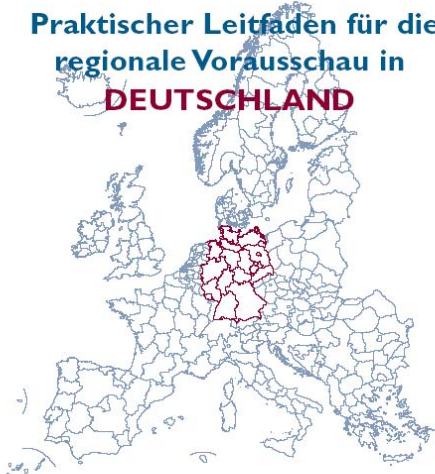 Praktischer Leitfaden für die
regionale Vorausschau in
DEUTSCHLAND